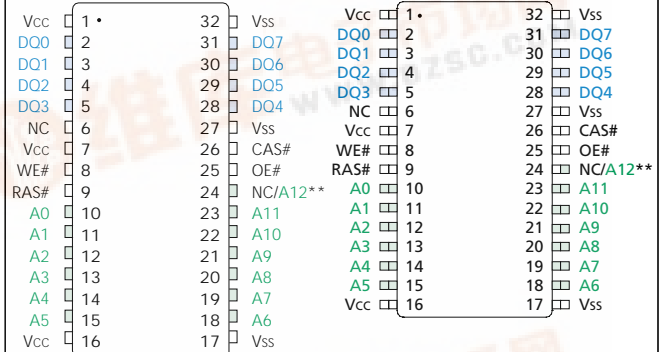 Vcc 1 32 Vss
DQ0 2 31 DQ7
DQ1 3 30 DQ6
DQ2 4 29 DQ5
DQ3 5 28 DQ4
NC 6 27 Vss
Vcc 7 26 CAS#
WE# 8 25 OE#
RAS# 9 24 NC/A12**
A0 10 23 A11
A1 11 22 A10
A2 12 21 A9
A3 13 20 A8
A4 14 19 A7
A5 15 18 A6
Vcc 16 17 Vss
Vcc 1 32 Vss
DQ0 2 31 DQ7
DQ1 3 30 DQ6
DQ2 4 29 DQ5
DQ3 5 28 DQ4
NC 6 27 Vss
Vcc 7 26 CAS#
WE# 8 25 OE#
RAS# 9 24 NC/A12**
A0 10 23 A11
A1 11 22 A10
A2 12 21 A9
A3 13 20 A8
A4 14 19 A7
A5 15 18 A6
Vcc 16 17 Vss